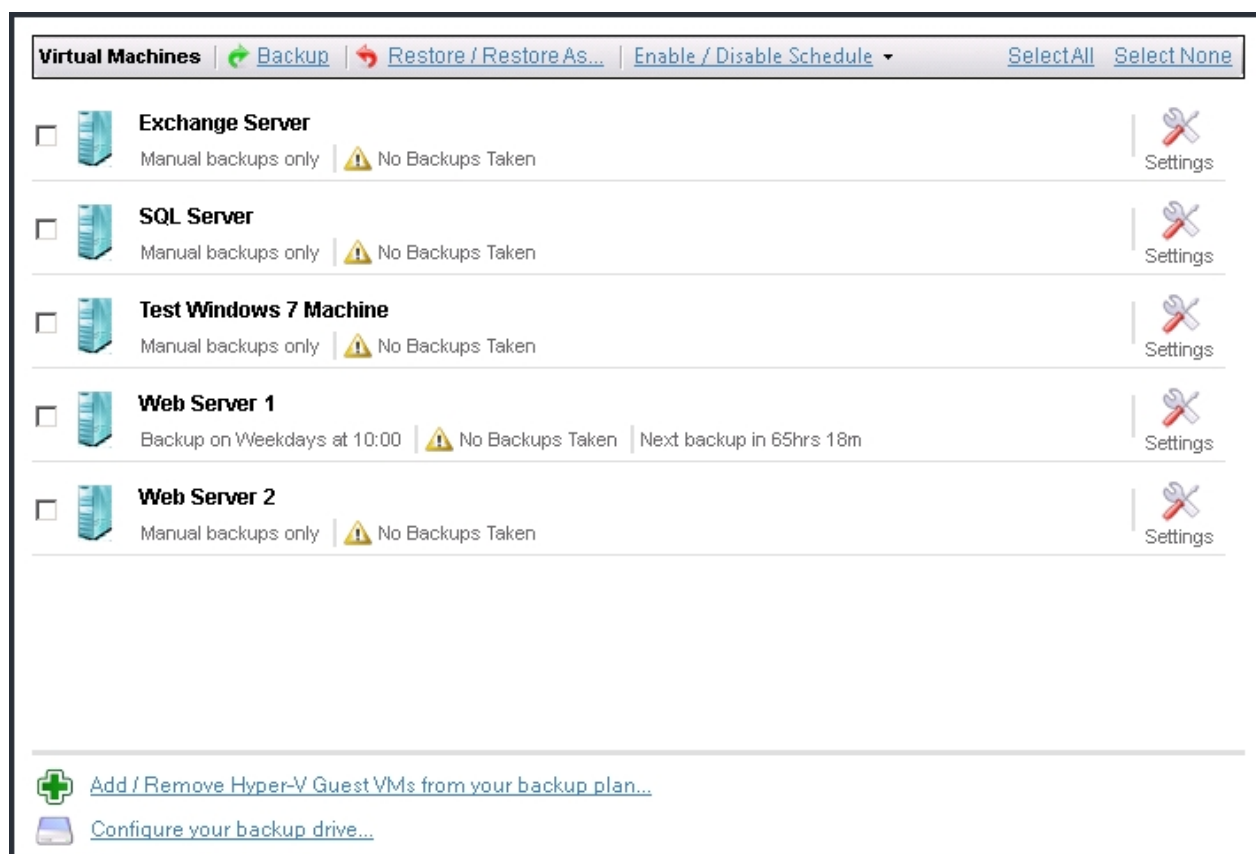 Virtual Machines Backup Restore / Restore As... Enable / Disable Schedule Select All Select None
Exchange Server
Manual backups only No Backups Taken Settings
SQL Server
Manual backups only No Backups Taken Settings
Test Windows 7 Machine
Manual backups only No Backups Taken Settings
Web Server 1
Backup on Weekdays at 10:00 No Backups Taken Next backup in 65hrs 18m Settings
Web Server 2
Manual backups only No Backups Taken Settings
Add / Remove Hyper-V Guest VMs from your backup plan...
Configure your backup drive...